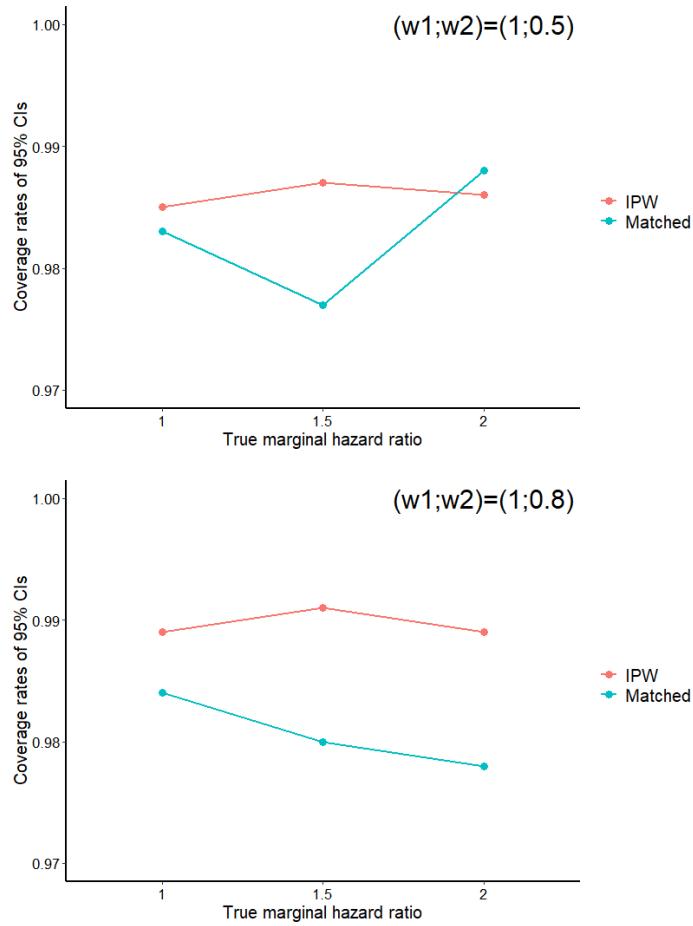 (w1;w2)=(1;0.5)
Coverage rates of 95% CIs
1.00
0.99
0.98
0.97
1 1.5 2
True marginal hazard ratio
IPW
Matched
(w1;w2)=(1;0.8)
Coverage rates of 95% CIs
1.00
0.99
0.98
0.97
1 1.5 2
True marginal hazard ratio
IPW
Matched